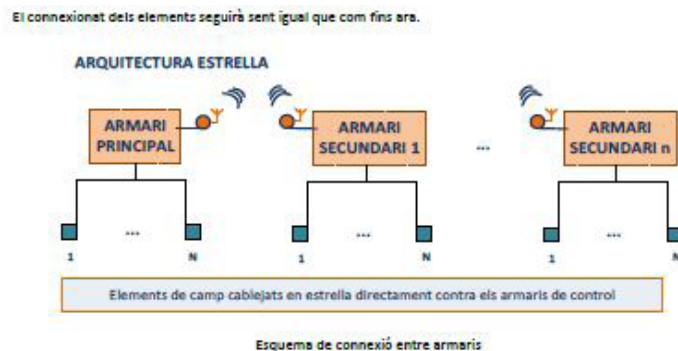 El connexionat dels elements seguirà sent igual que com fins ara.
ARQUITECTURA ESTRELLA
ARMARI
PRINCIPAL
ARMARI
SECUNDARI 1
...
ARMARI
SECUNDARI n
...
...
...
1
N
1
N
1
N
Elements de camp cablejats en estrella directament contra els armaris de control
Esquema de connexió entre armaris